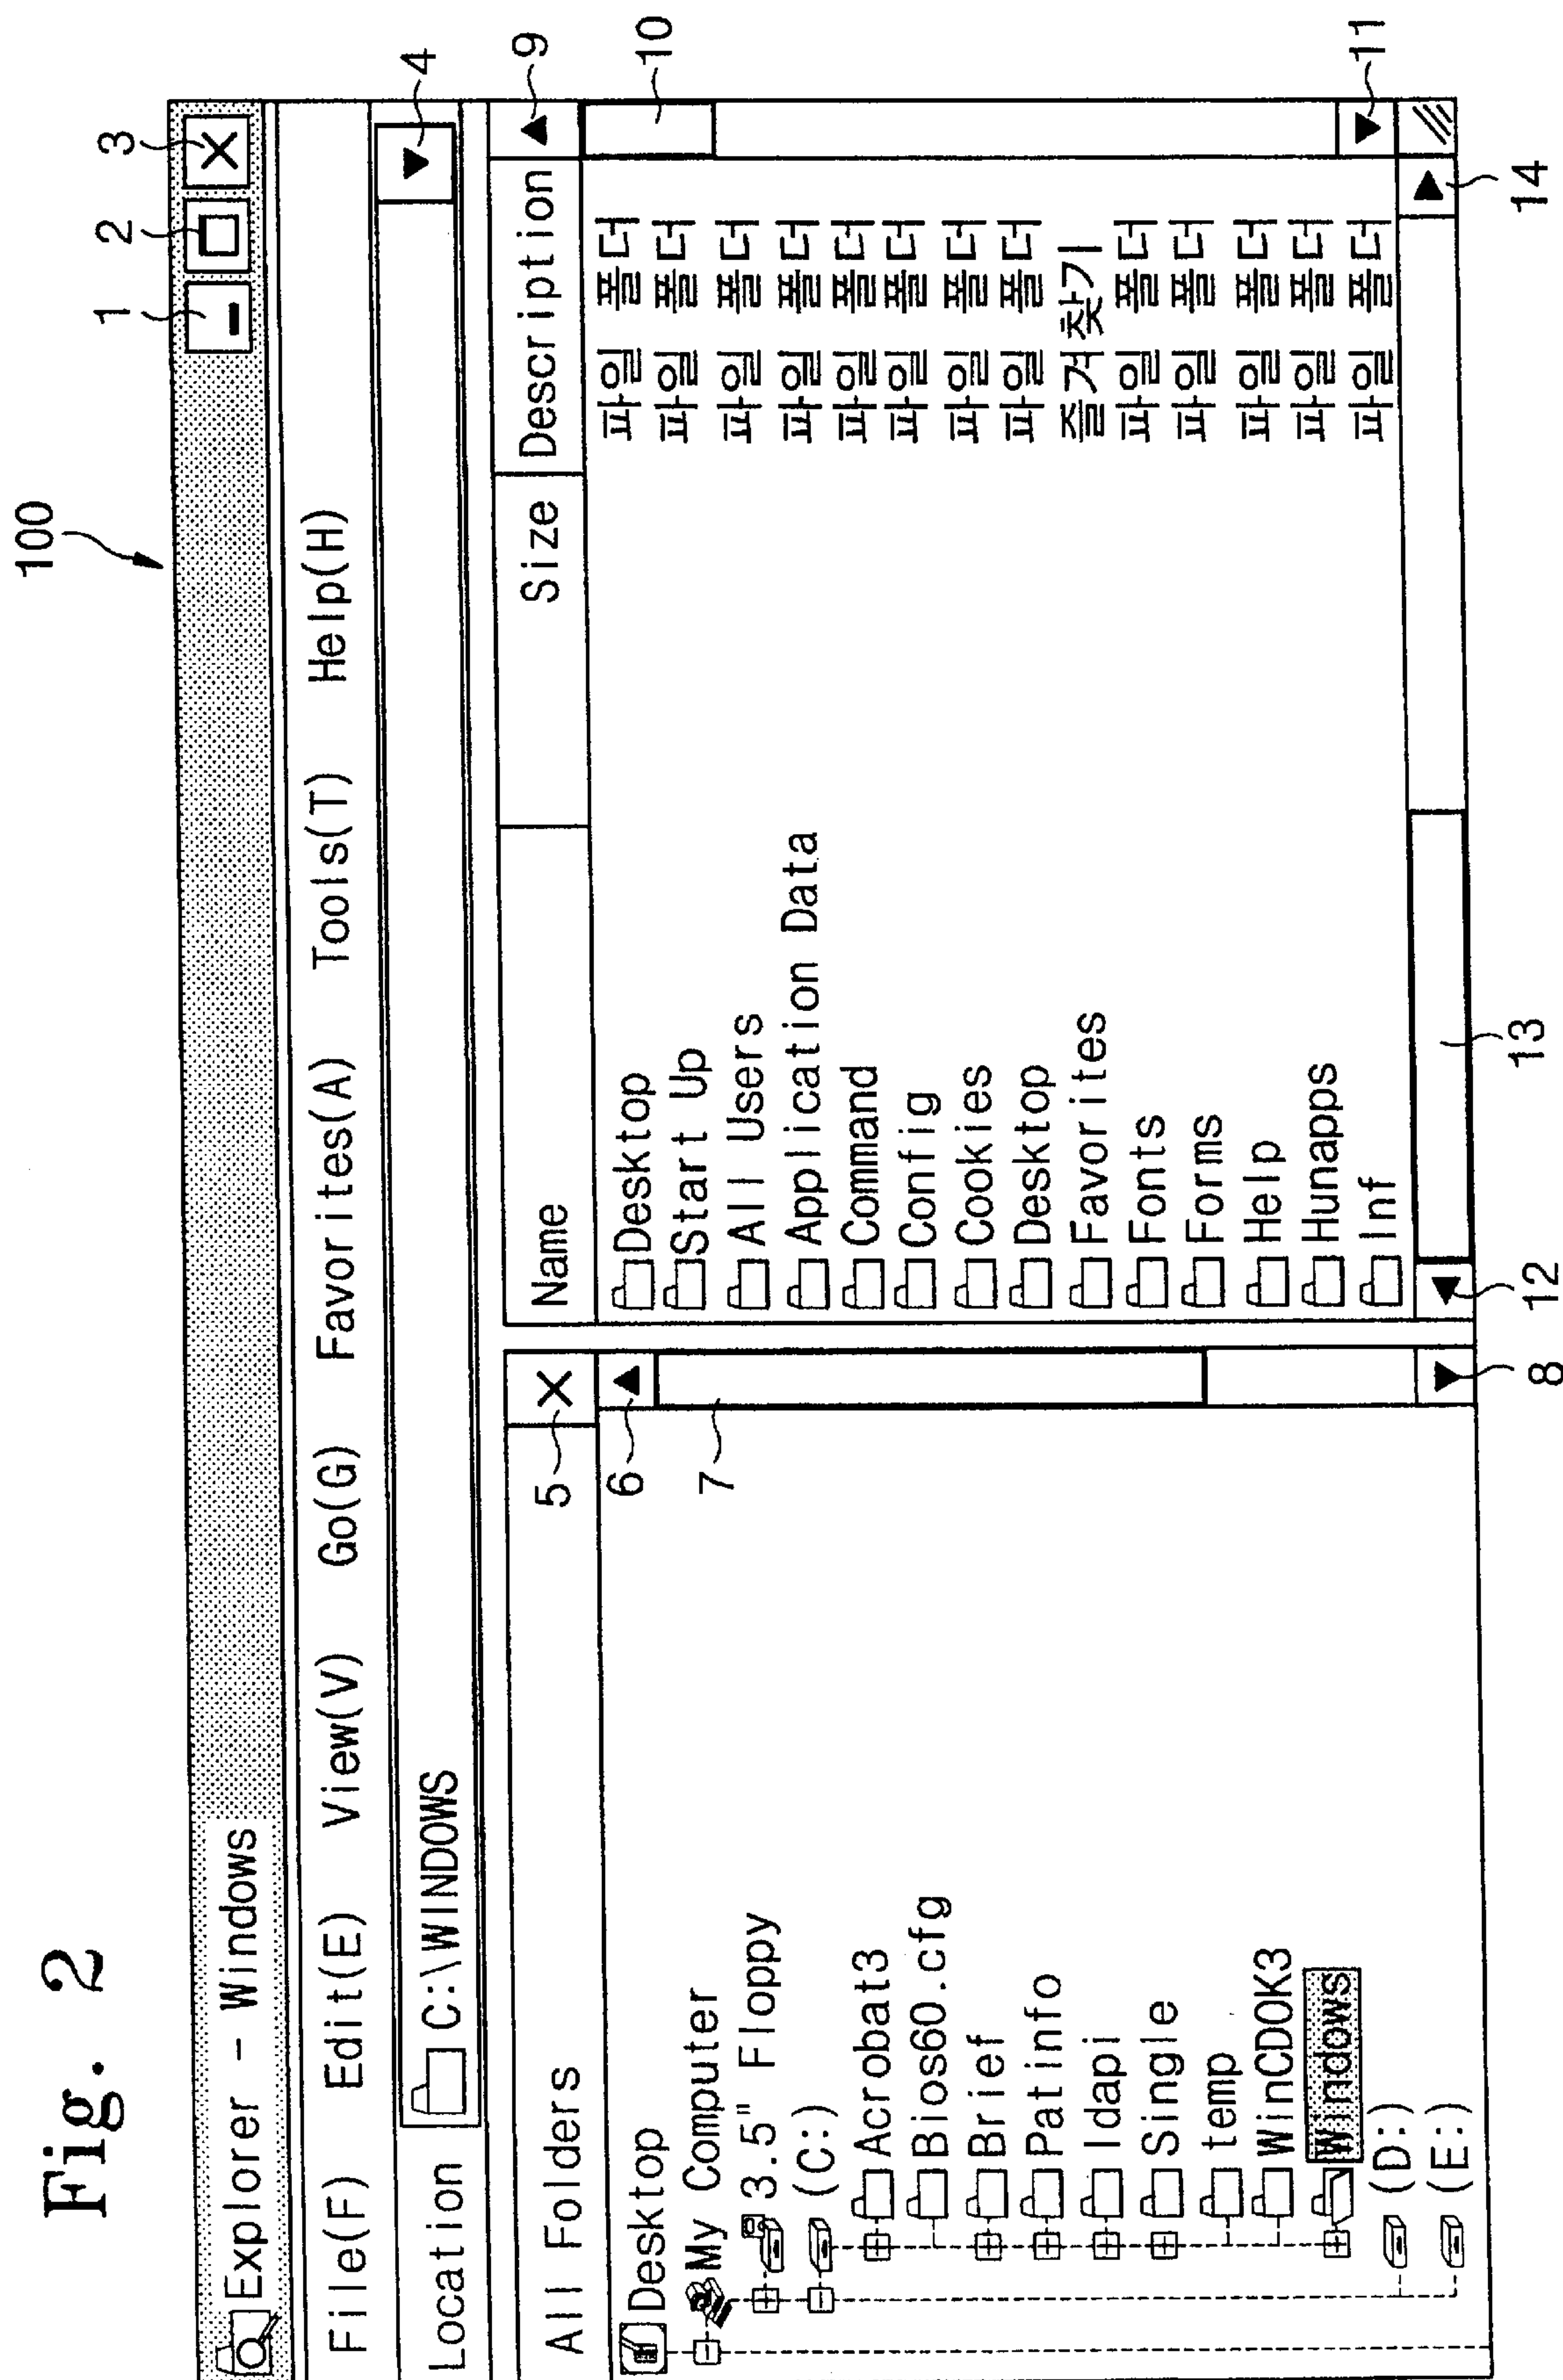 Fig. 2
100
1 2 3
Explorer - Windows
File(F) Edit(E) View(V) Go(G) Favorites(A) Tools(T) Help(H)
Location C:\WINDOWS 4
All Folders 5
Name Size Description 9
6
7
8
10
11
Desktop
My Computer
3.5" Floppy
(C:)
Acrobat3
Bios60.cfg
Brief
Patinfo
Idapi
Single
temp
WinCDOK3
Windows
(D:)
(E:)
Desktop 파일 폴더
Start Up 파일 폴더
All Users 파일 폴더
Application Data 파일 폴더
Command 파일 폴더
Config 파일 폴더
Cookies 파일 폴더
Desktop 파일 폴더
Favorites 즐겨찾기
Fonts 파일 폴더
Forms 파일 폴더
Help 파일 폴더
Hunapps 파일 폴더
Inf 파일 폴더
12 13 14